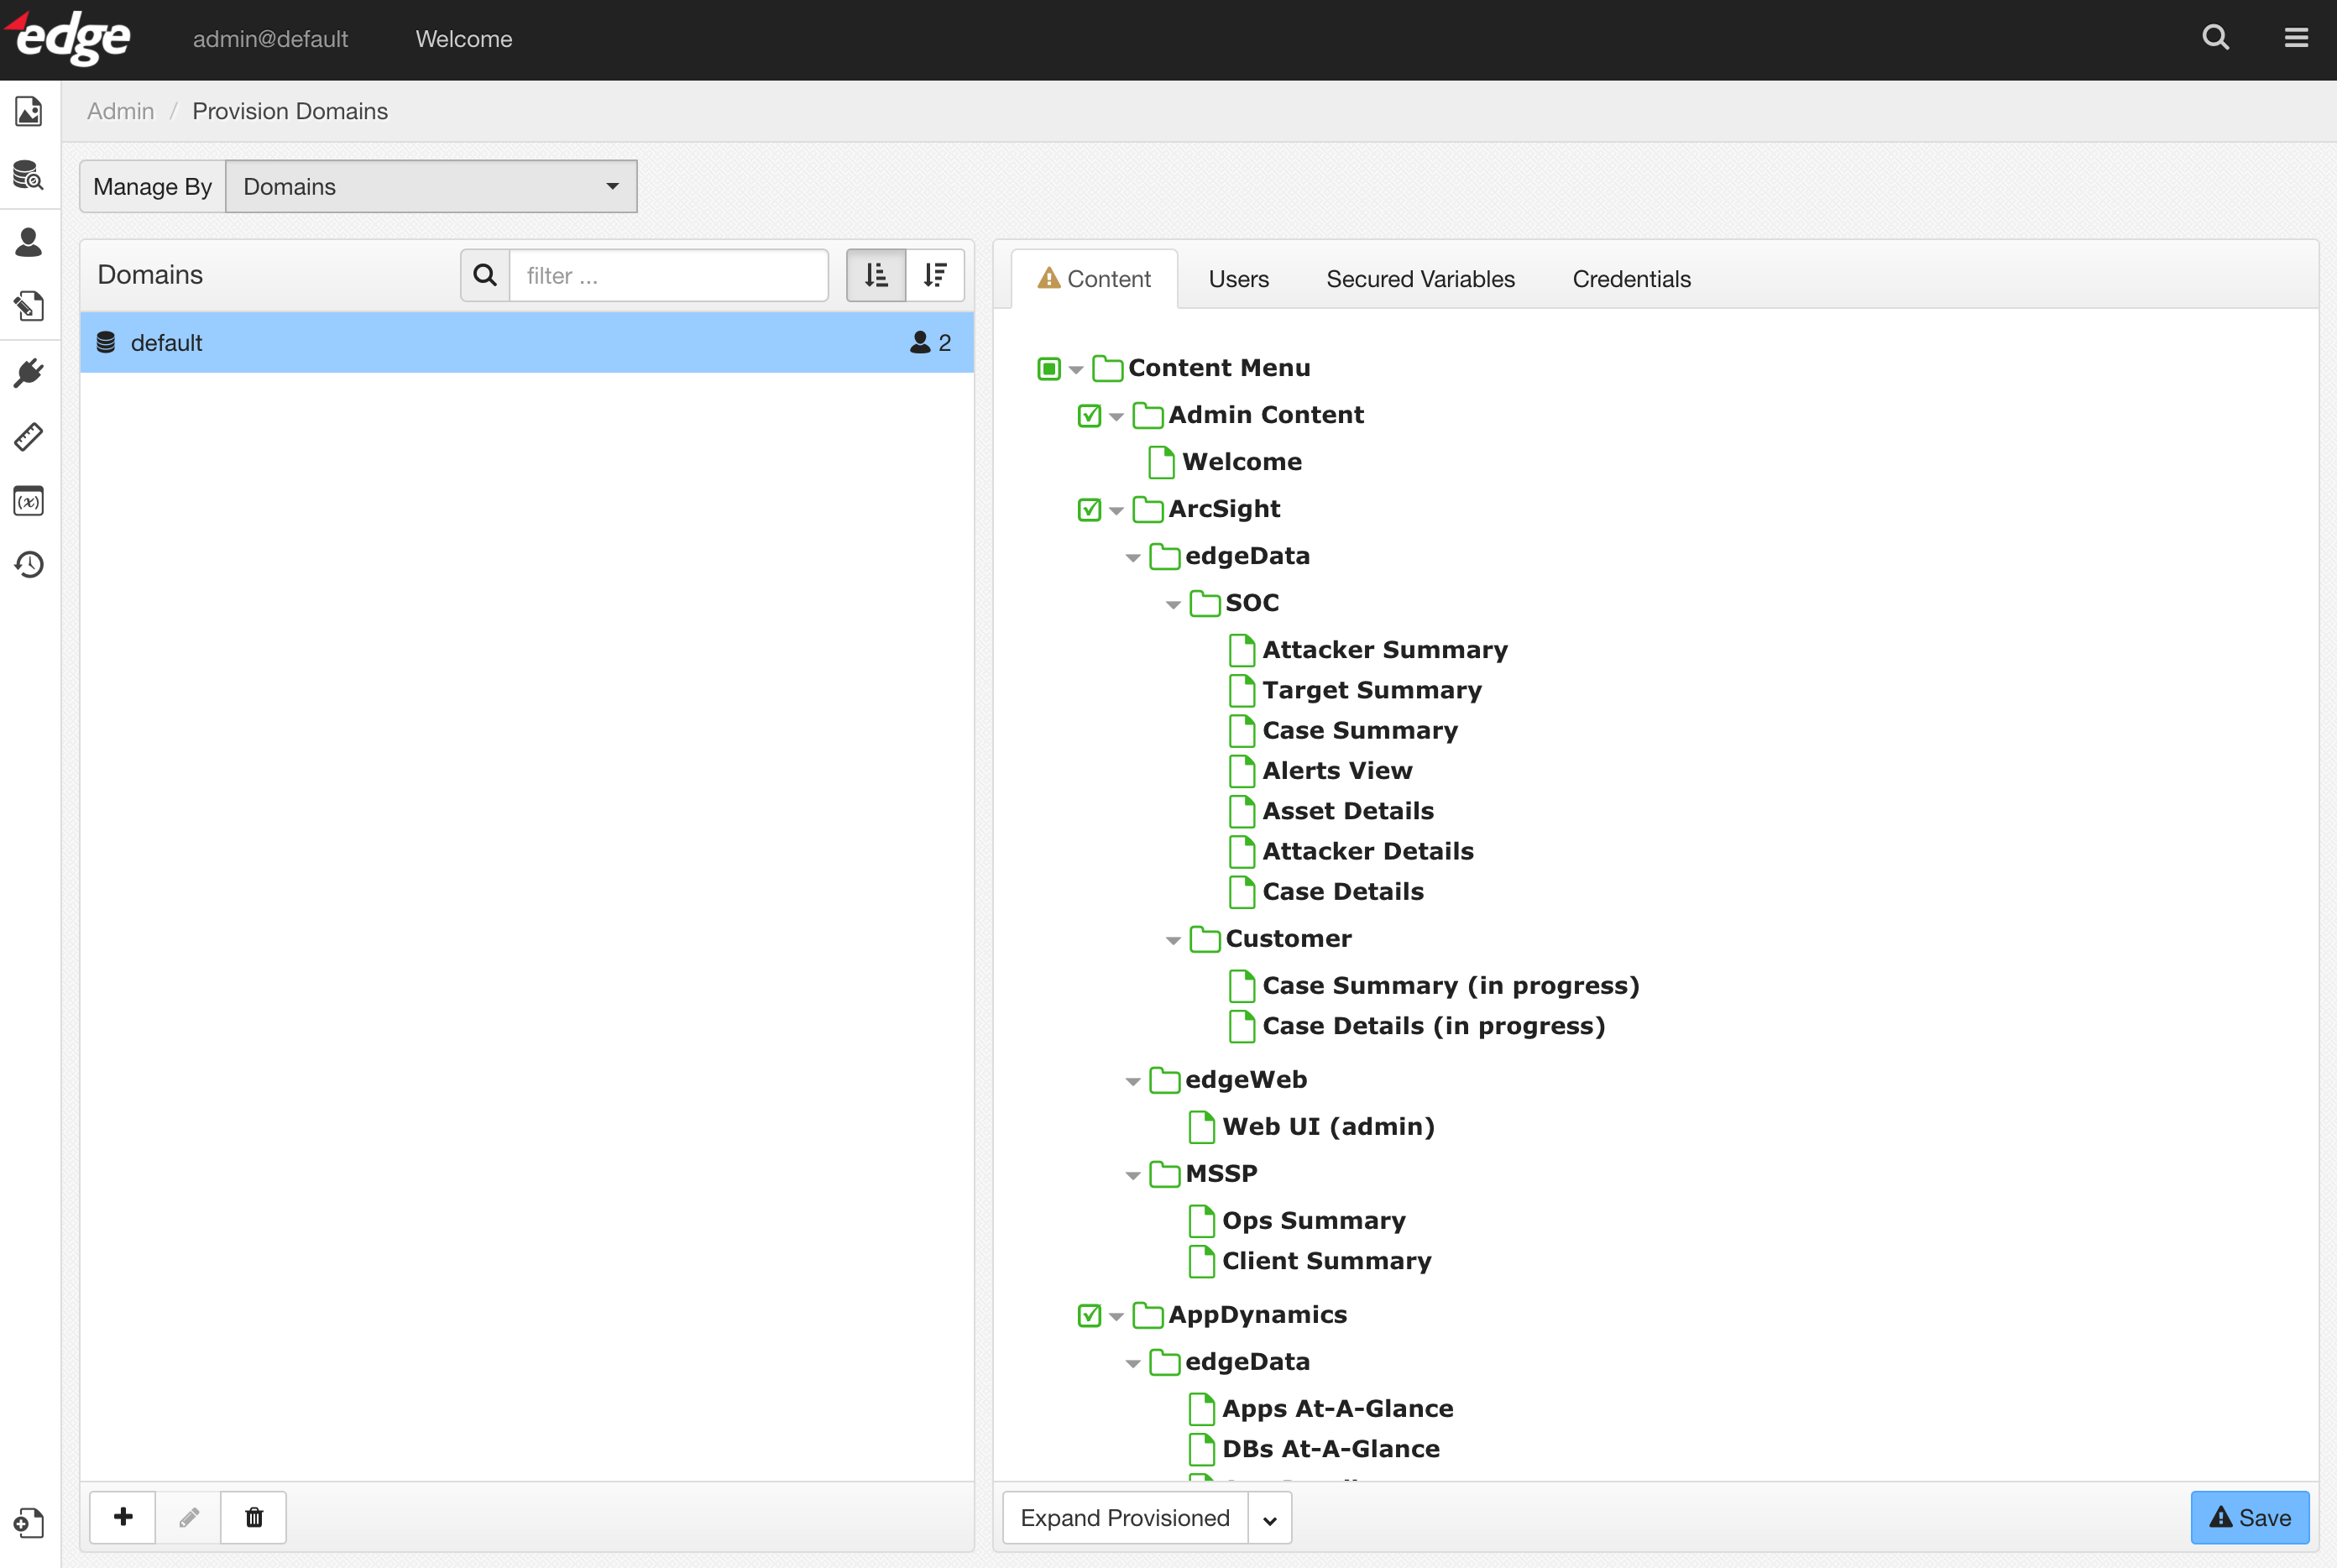 edge admin@default Welcome
Admin / Provision Domains
Manage By Domains
Domains filter ...
default 2
Content Users Secured Variables Credentials
Content Menu
Admin Content
Welcome
ArcSight
edgeData
SOC
Attacker Summary
Target Summary
Case Summary
Alerts View
Asset Details
Attacker Details
Case Details
Customer
Case Summary (in progress)
Case Details (in progress)
edgeWeb
Web UI (admin)
MSSP
Ops Summary
Client Summary
AppDynamics
edgeData
Apps At-A-Glance
DBs At-A-Glance
Expand Provisioned Save